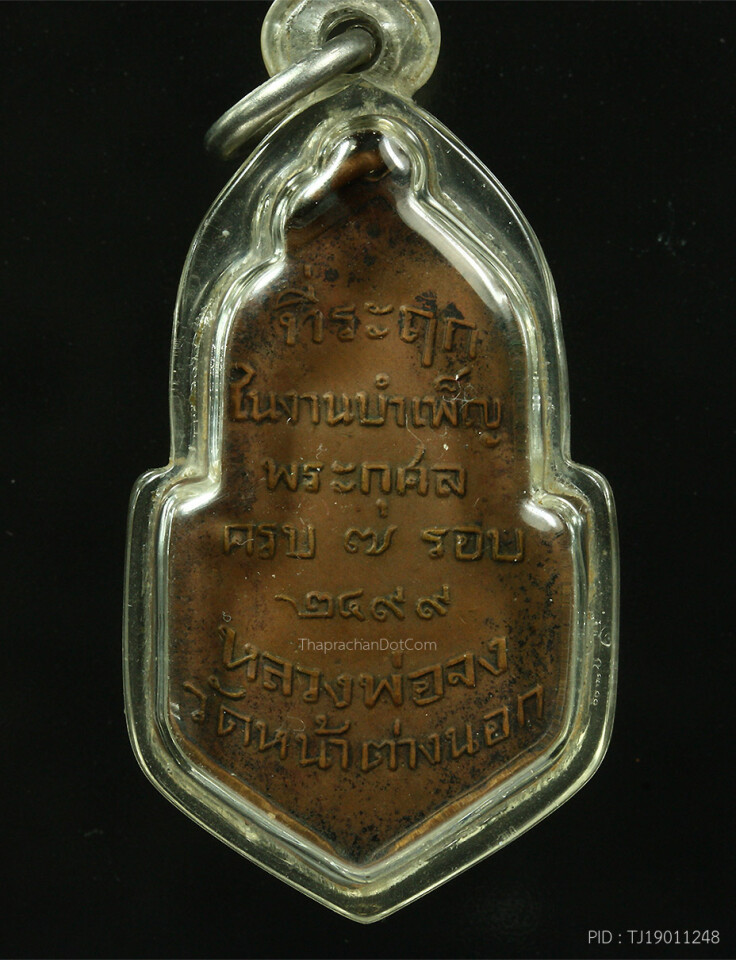 ที่ระฤก
ในงานบำเพ็ญ
พระกุศล
ครบ ๗ รอบ
๒๔๙๙
ThaprachanDotCom
หลวงพ่อจง
วัดหน้าต่างนอก
PID : TJ19011248